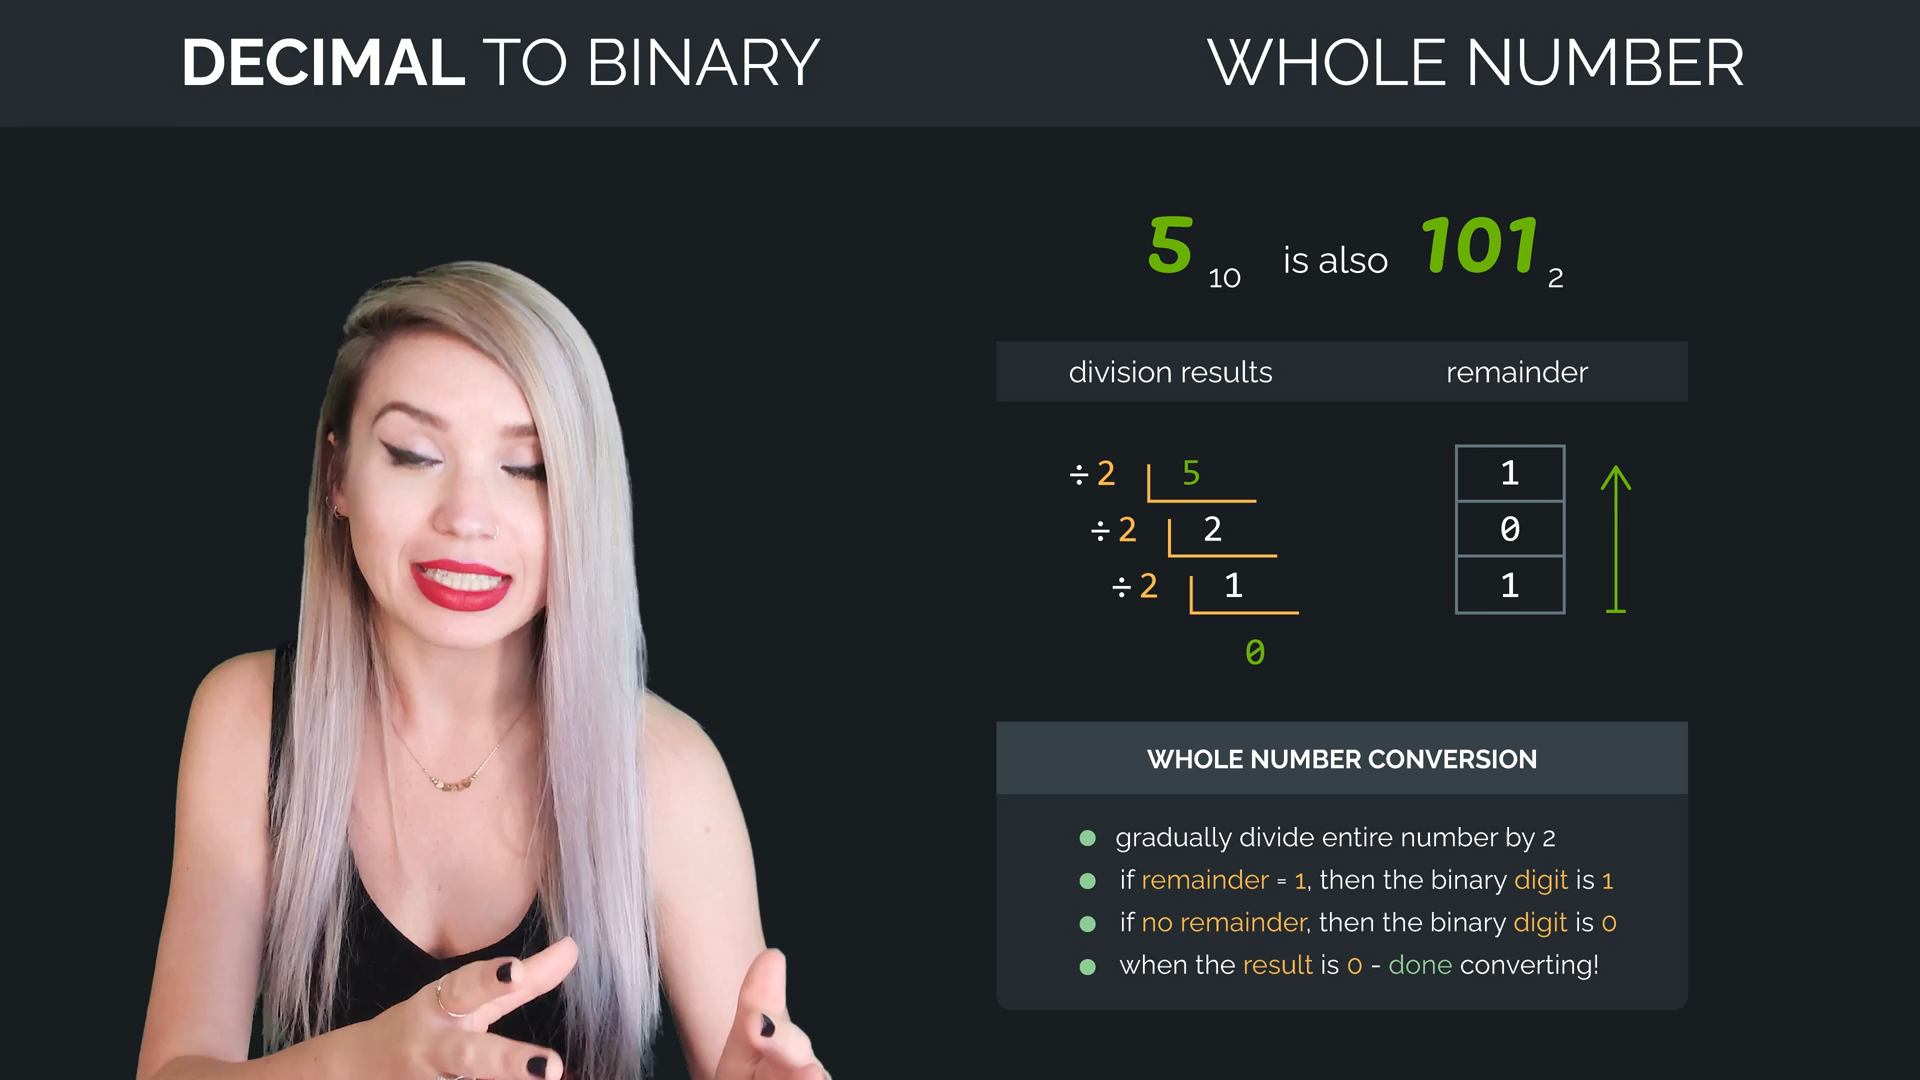 DECIMAL TO BINARY
WHOLE NUMBER
5 10 is also 101 2
division results remainder
÷ 2 5 1
÷ 2 2 0
÷ 2 1 1
0
WHOLE NUMBER CONVERSION
gradually divide entire number by 2
if remainder = 1, then the binary digit is 1
if no remainder, then the binary digit is 0
when the result is 0 - done converting!